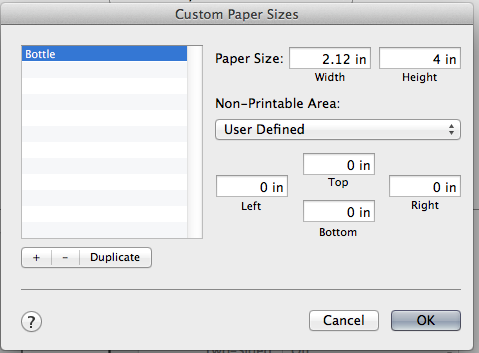 Custom Paper Sizes
Bottle
Paper Size: 2.12 in 4 in
Width Height
Non-Printable Area:
User Defined
0 in
Top
0 in 0 in
Left Right
0 in
Bottom
+ - Duplicate
? Cancel OK